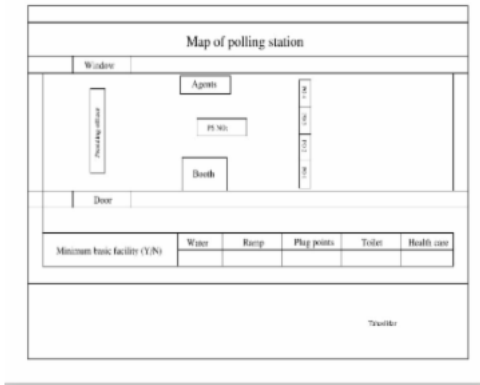 Map of polling station
Window
Agents
Presiding officer
PS NO:
Booth
Door
Minimum basic facility (Y/N)
Water
Ramp
Plug points
Toilet
Health care
Tahsildar